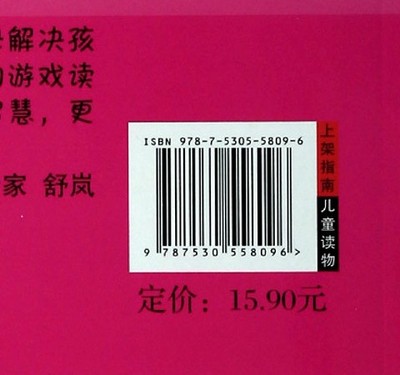 解决孩
游戏读
慧，更
家 舒岚
ISBN 978-7-5305-5809-6
9 787530 558096 >
上架指南
儿童读物
定价：15.90元